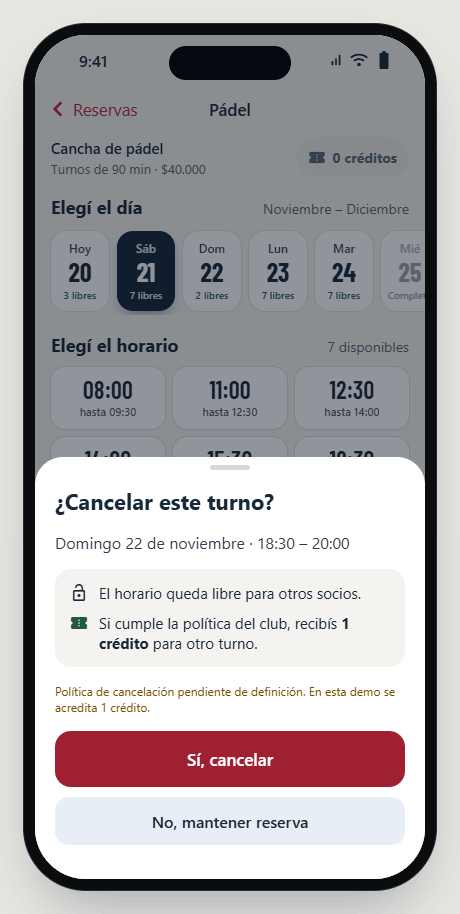 9:41
Reservas
Pádel
Cancha de pádel
Turnos de 90 min · $40.000
0 créditos
Elegí el día
Noviembre – Diciembre
Hoy
20
3 libres
Sáb
21
7 libres
Dom
22
2 libres
Lun
23
7 libres
Mar
24
7 libres
Mié
25
Elegí el horario
7 disponibles
08:00
hasta 09:30
11:00
hasta 12:30
12:30
hasta 14:00
¿Cancelar este turno?
Domingo 22 de noviembre · 18:30 – 20:00
El horario queda libre para otros socios.
Si cumple la política del club, recibís 1
crédito para otro turno.
Política de cancelación pendiente de definición. En esta demo se
acredita 1 crédito.
Sí, cancelar
No, mantener reserva